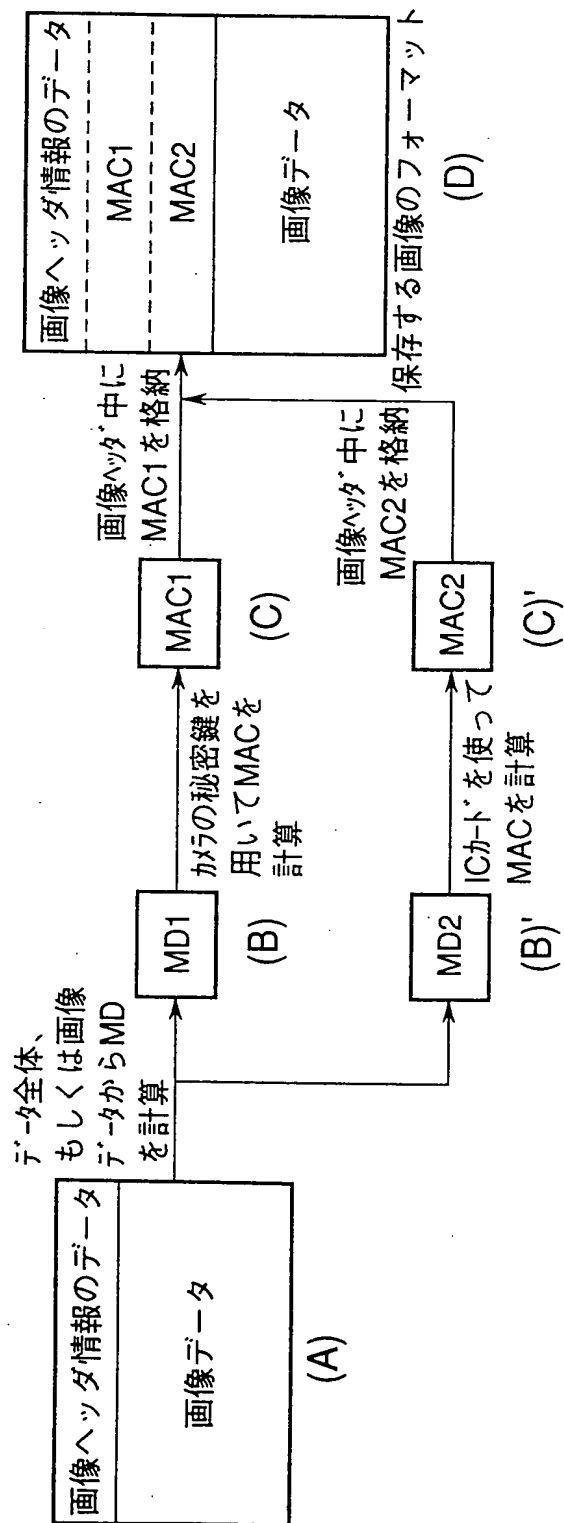 画像ヘッダ情報のデータ
画像データ
(A)
データ全体、
もしくは画像
データからMD
を計算
MD1
(B)
カメラの秘密鍵を
用いてMACを
計算
MAC1
(C)
画像ヘッダ中に
MAC1を格納
MD2
(B)'
ICカードを使って
MACを計算
MAC2
(C)'
画像ヘッダ中に
MAC2を格納
画像ヘッダ情報のデータ
MAC1
MAC2
画像データ
保存する画像のフォーマット
(D)